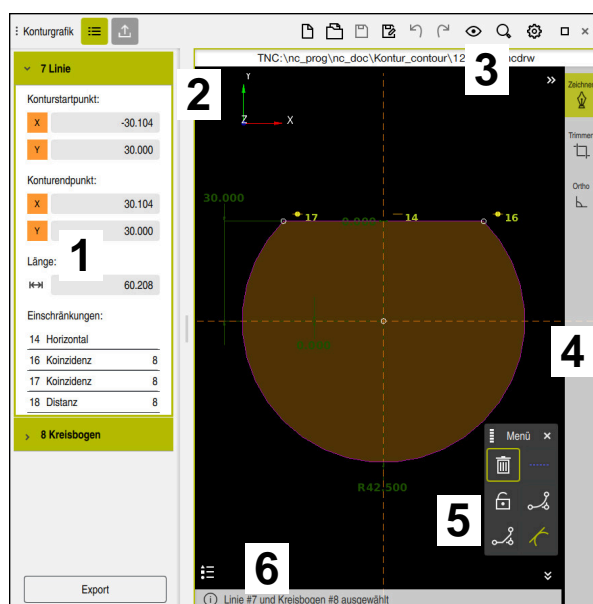 Konturgrafik
TNC:\nc_prog\nc_doc\Kontur_contour\12 ncdrw
7 Linie
Konturstartpunkt:
X -30.104
Y 30.000
Konturendpunkt:
X 30.104
Y 30.000
Länge:
60.208
Einschränkungen:
14 Horizontal
16 Koinzidenz 8
17 Koinzidenz 8
18 Distanz 8
8 Kreisbogen
Export
1
2
3
4
5
6
Y
Z X
30.000
17
0.000
14
16
R42.500
Zeichnen
Trimmen
Ortho
Menü
Linie #7 und Kreisbogen #8 ausgewählt